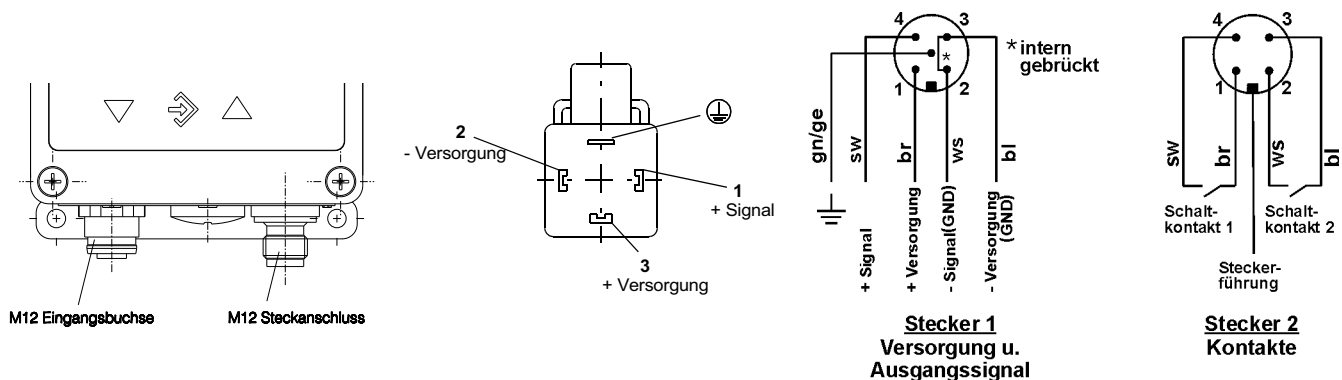 M12 Eingangsbuchse
M12 Steckanschluss
2
- Versorgung
1
+ Signal
3
+ Versorgung
4
3
* intern
gebrückt
*
1
2
gn/ge
sw
br
ws
bl
+ Signal
+ Versorgung
- Signal(GND)
- Versorgung
(GND)
Stecker 1
Versorgung u.
Ausgangssignal
4
3
1
2
sw
br
ws
bl
Schalt-
kontakt 1
Schalt-
kontakt 2
Stecker-
führung
Stecker 2
Kontakte